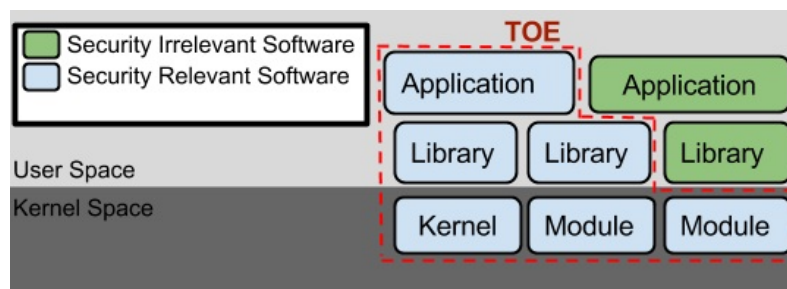 TOE
Security Irrelevant Software
Security Relevant Software
Application
Application
Library
Library
Library
User Space
Kernel Space
Kernel
Module
Module